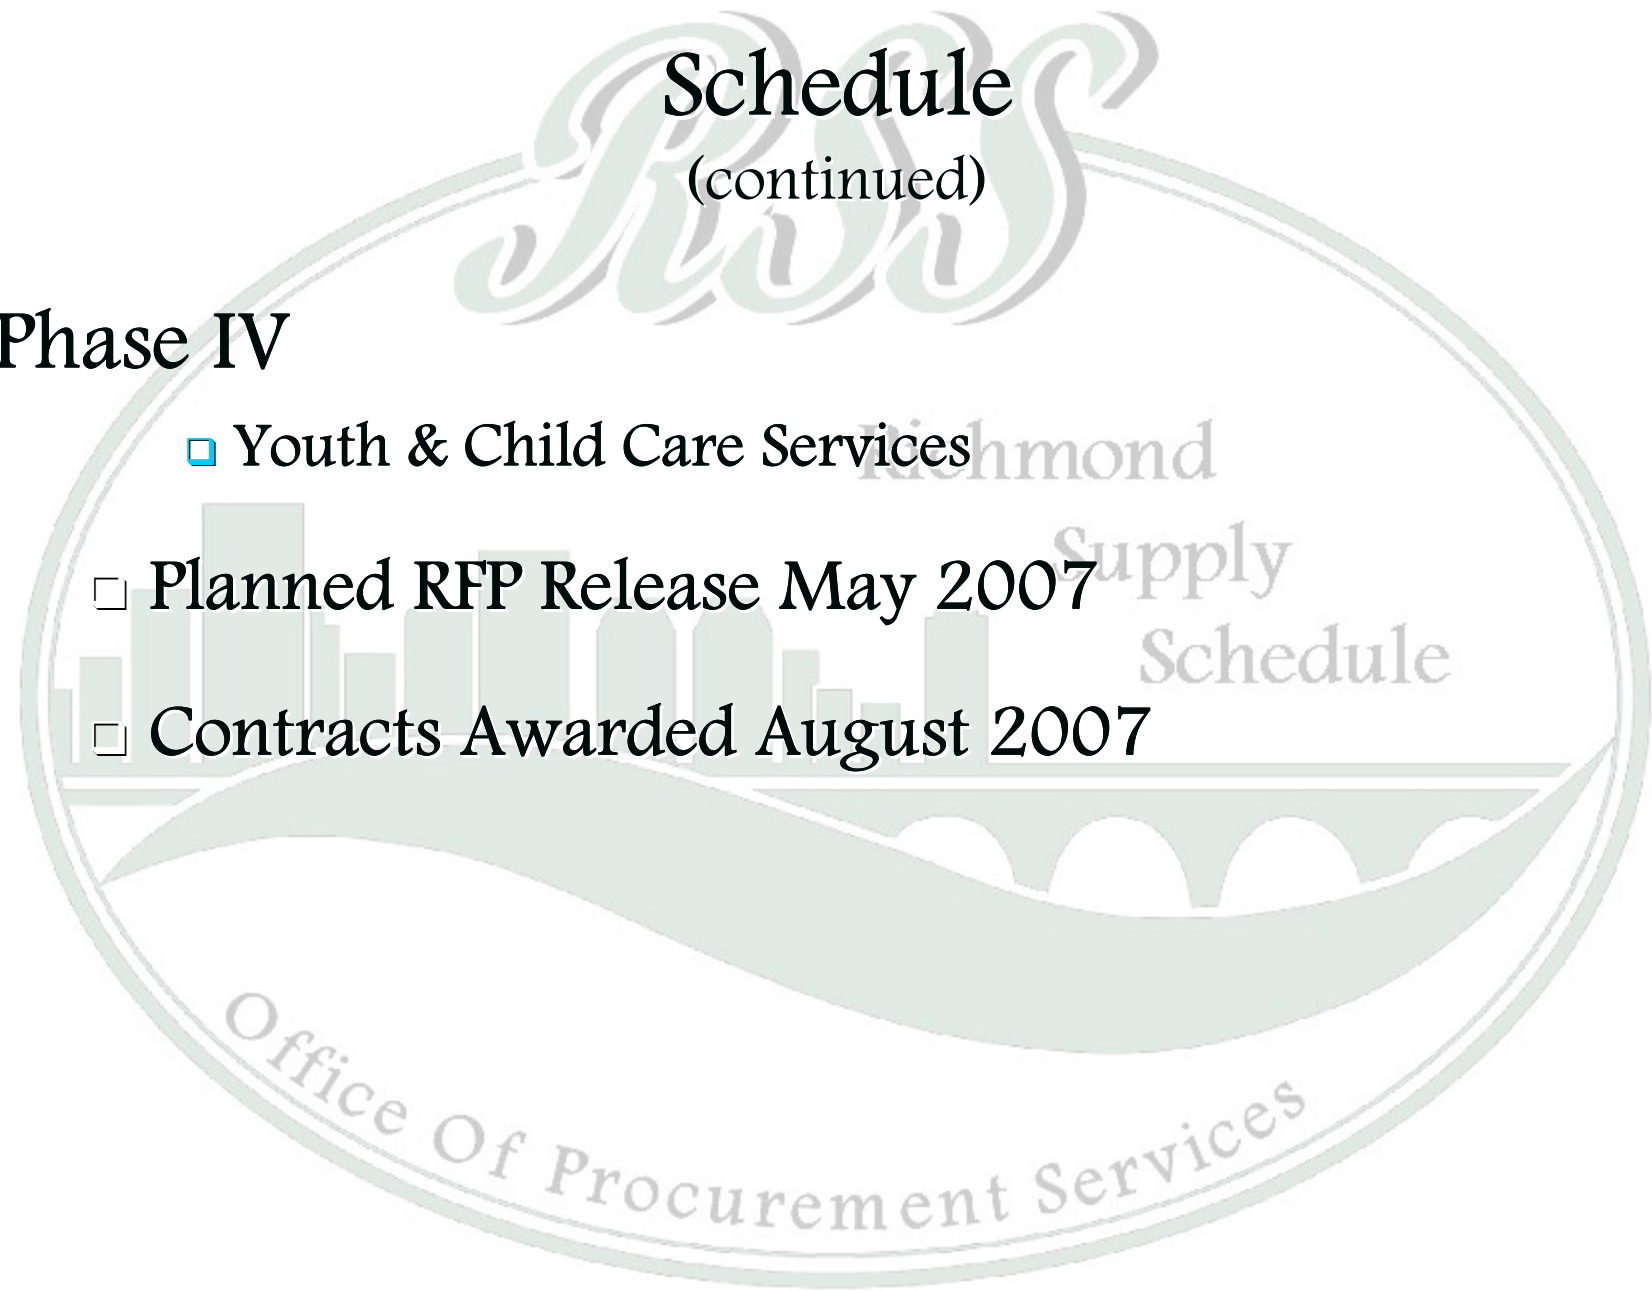 RSS
Schedule
(continued)
Phase IV
❑ Youth & Child Care Services
❑ Planned RFP Release May 2007
❑ Contracts Awarded August 2007
Richmond
Supply
Schedule
Office Of Procurement Services